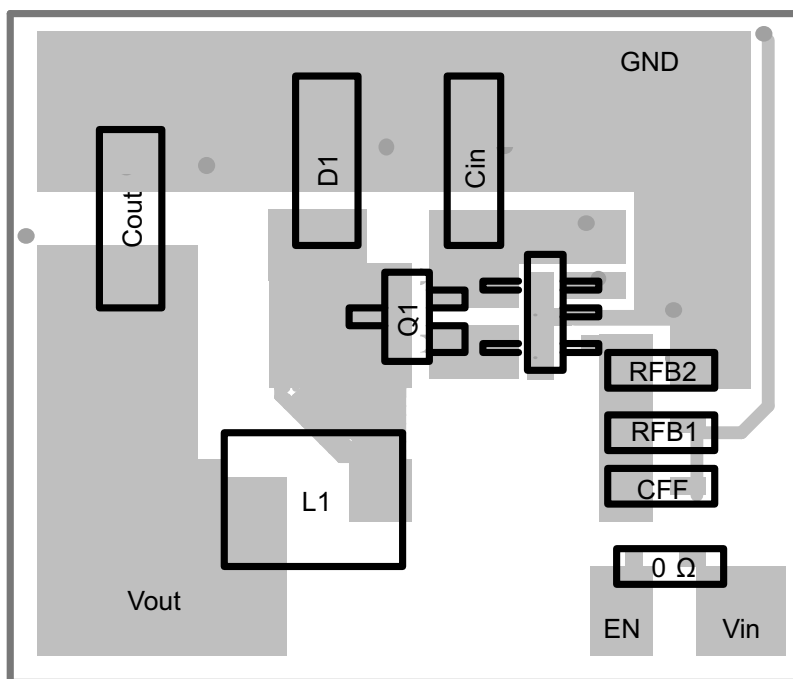 GND
D1
Cin
Cout
Q1
RFB2
RFB1
CFF
L1
0 Ω
Vout
EN
Vin